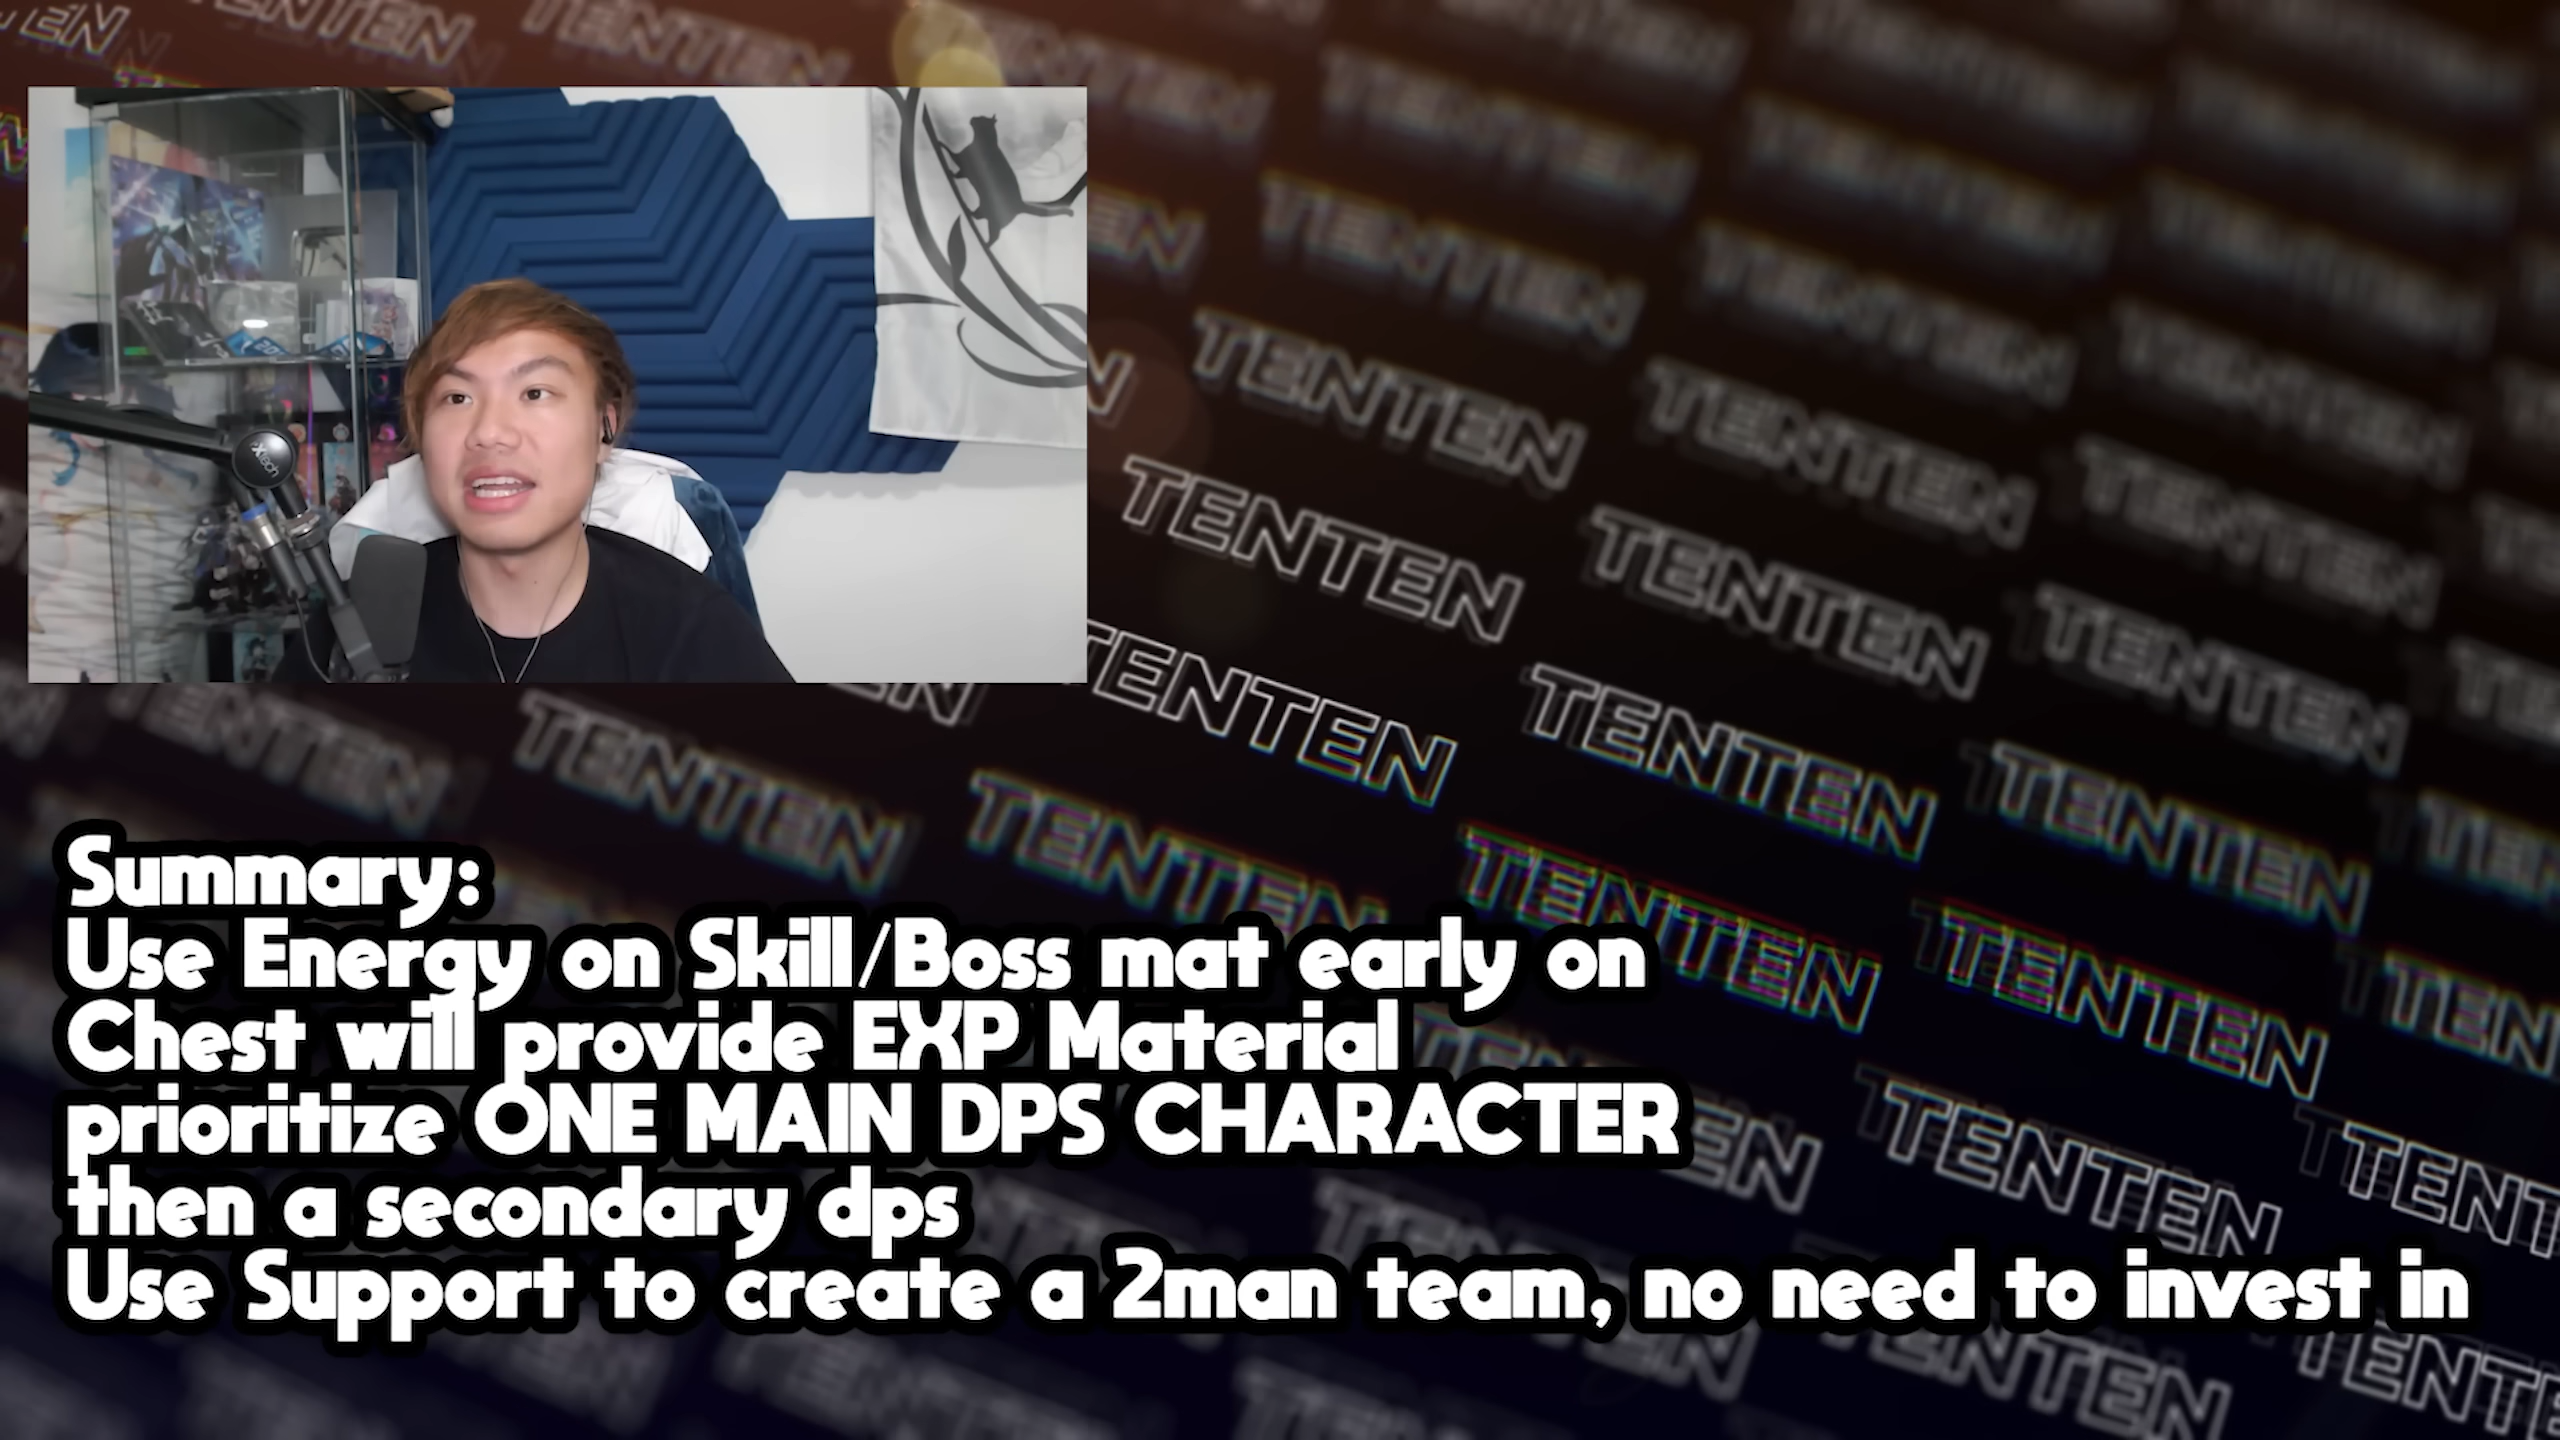 TENTEN
Summary:
Use Energy on Skill/Boss mat early on
Chest will provide EXP Material
prioritize ONE MAIN DPS CHARACTER
then a secondary dps
Use Support to create a 2man team, no need to invest in